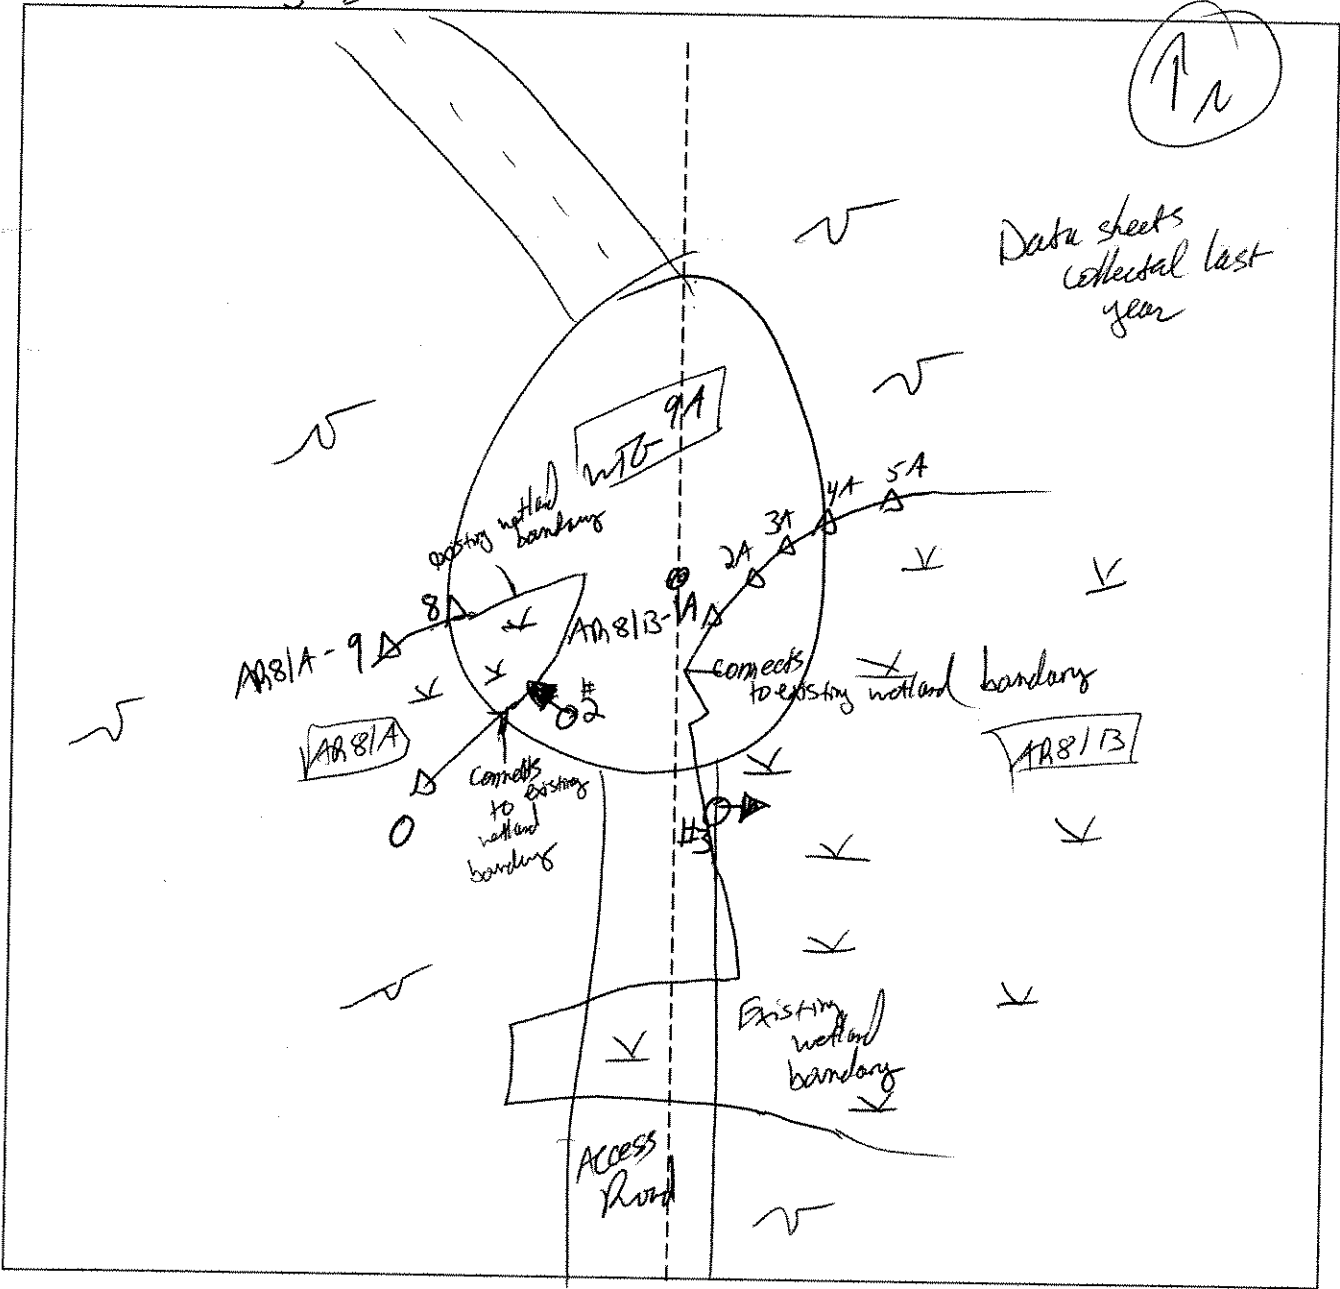 N
Data sheets
collected last
year
WTG-9A
existing wetland
boundary
5A
4A
3A
2A
AR81B-1A
8
AR81A-9
connects
to existing wetland boundary
#2
AR81A
AR81B
Connects
to existing
wetland
boundary
#3
0
Existing
wetland
boundary
Access
Road